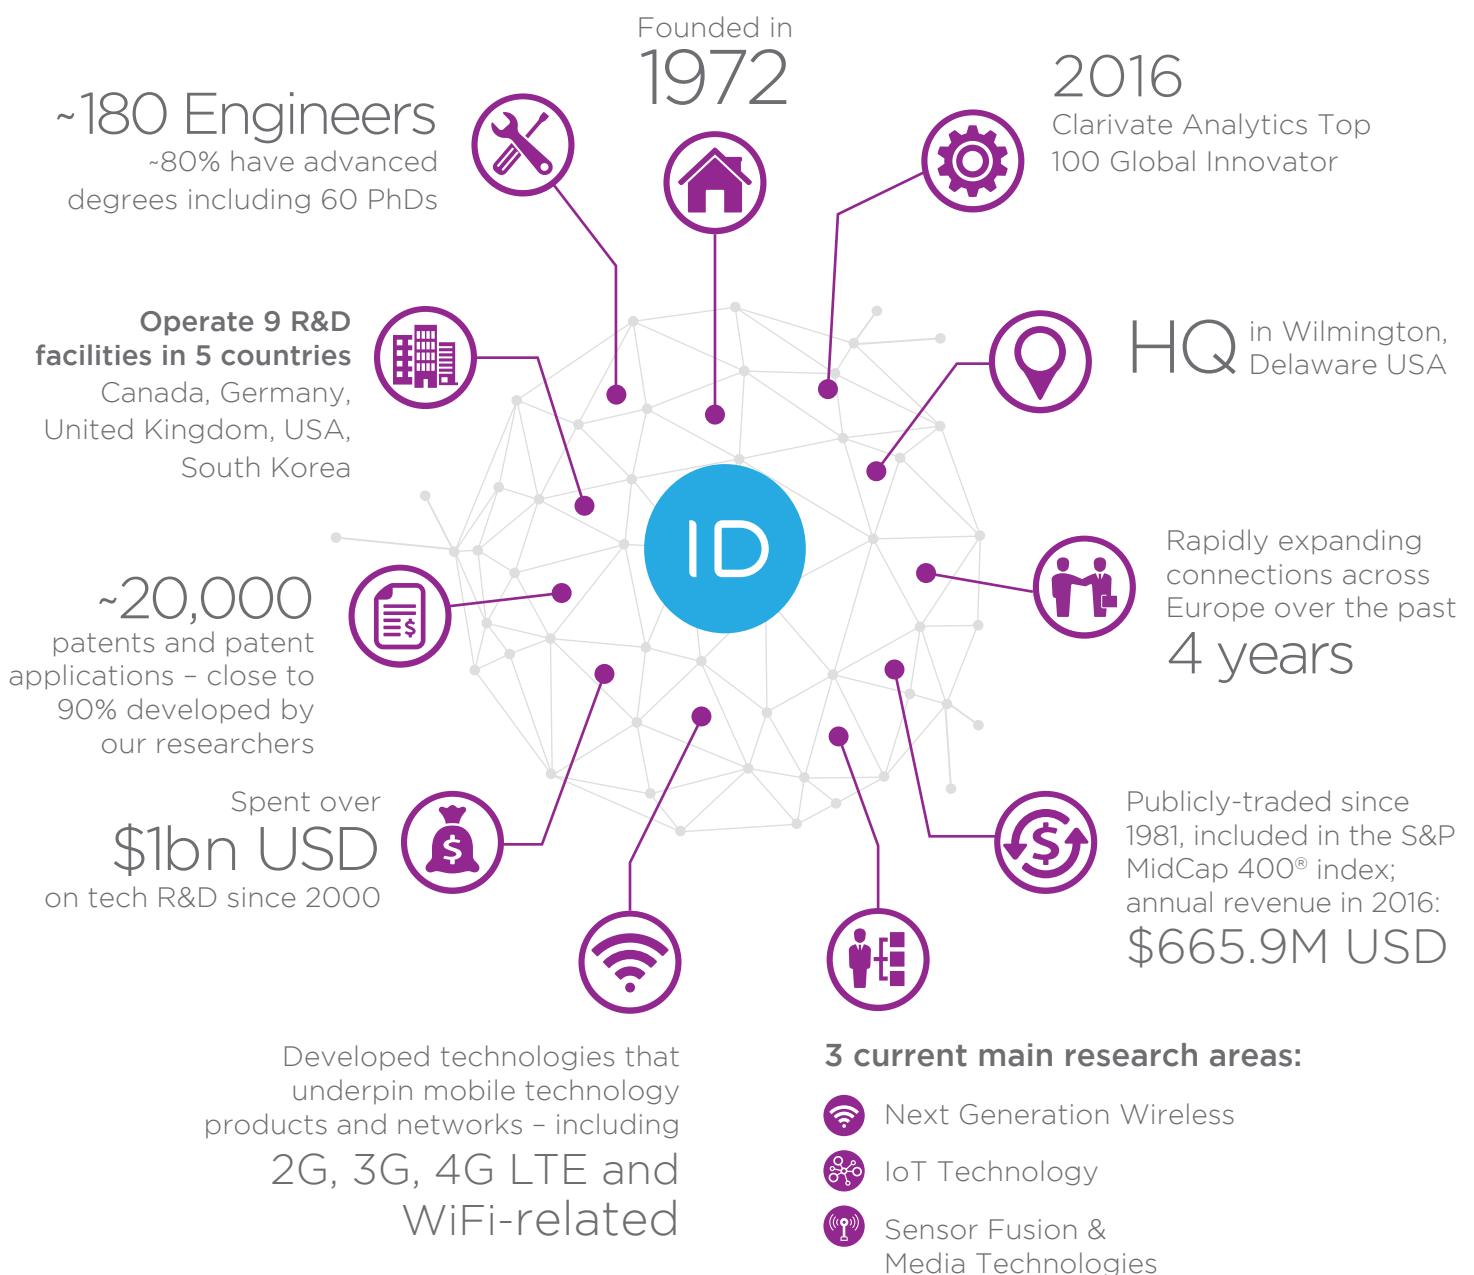 Founded in
1972
~180 Engineers
~80% have advanced
degrees including 60 PhDs
2016
Clarivate Analytics Top
100 Global Innovator
Operate 9 R&D
facilities in 5 countries
Canada, Germany,
United Kingdom, USA,
South Korea
HQ in Wilmington,
Delaware USA
ID
~20,000
patents and patent
applications – close to
90% developed by
our researchers
Rapidly expanding
connections across
Europe over the past
4 years
Spent over
$1bn USD
on tech R&D since 2000
Publicly-traded since
1981, included in the S&P
MidCap 400® index;
annual revenue in 2016:
$665.9M USD
Developed technologies that
underpin mobile technology
products and networks – including
2G, 3G, 4G LTE and
WiFi-related
3 current main research areas:
Next Generation Wireless
IoT Technology
Sensor Fusion &
Media Technologies